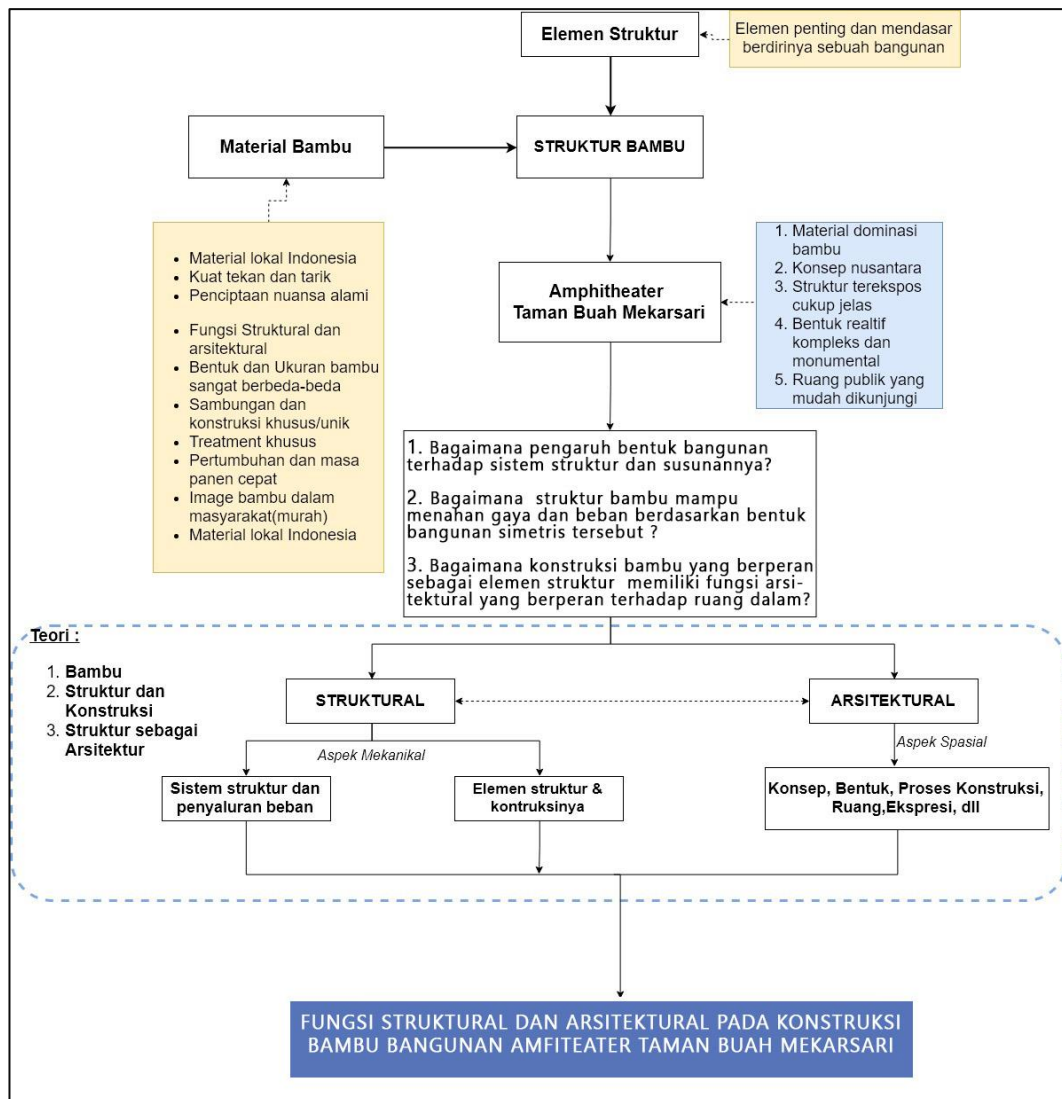 Elemen Struktur
Elemen penting dan mendasar
berdirinya sebuah bangunan
Material Bambu
STRUKTUR BAMBU
• Material lokal Indonesia
• Kuat tekan dan tarik
• Penciptaan nuansa alami
• Fungsi Struktural dan
arsitektural
• Bentuk dan Ukuran bambu
sangat berbeda-beda
• Sambungan dan
konstruksi khusus/unik
• Treatment khusus
• Pertumbuhan dan masa
panen cepat
• Image bambu dalam
masyarakat(murah)
• Material lokal Indonesia
Amphitheater
Taman Buah Mekarsari
1. Material dominasi
bambu
2. Konsep nusantara
3. Struktur terekspos
cukup jelas
4. Bentuk realtif
kompleks dan
monumental
5. Ruang publik yang
mudah dikunjungi
1. Bagaimana pengaruh bentuk bangunan
terhadap sistem struktur dan susunannya?
2. Bagaimana struktur bambu mampu
menahan gaya dan beban berdasarkan bentuk
bangunan simetris tersebut ?
3. Bagaimana konstruksi bambu yang berperan
sebagai elemen struktur memiliki fungsi arsi-
tektural yang berperan terhadap ruang dalam?
Teori :
1. Bambu
2. Struktur dan
Konstruksi
3. Struktur sebagai
Arsitektur
STRUKTURAL
ARSITEKTURAL
Aspek Mekanikal
Aspek Spasial
Sistem struktur dan
penyaluran beban
Elemen struktur &
kontruksinya
Konsep, Bentuk, Proses Konstruksi,
Ruang,Ekspresi, dll
FUNGSI STRUKTURAL DAN ARSITEKTURAL PADA KONSTRUKSI
BAMBU BANGUNAN AMFITEATER TAMAN BUAH MEKARSARI